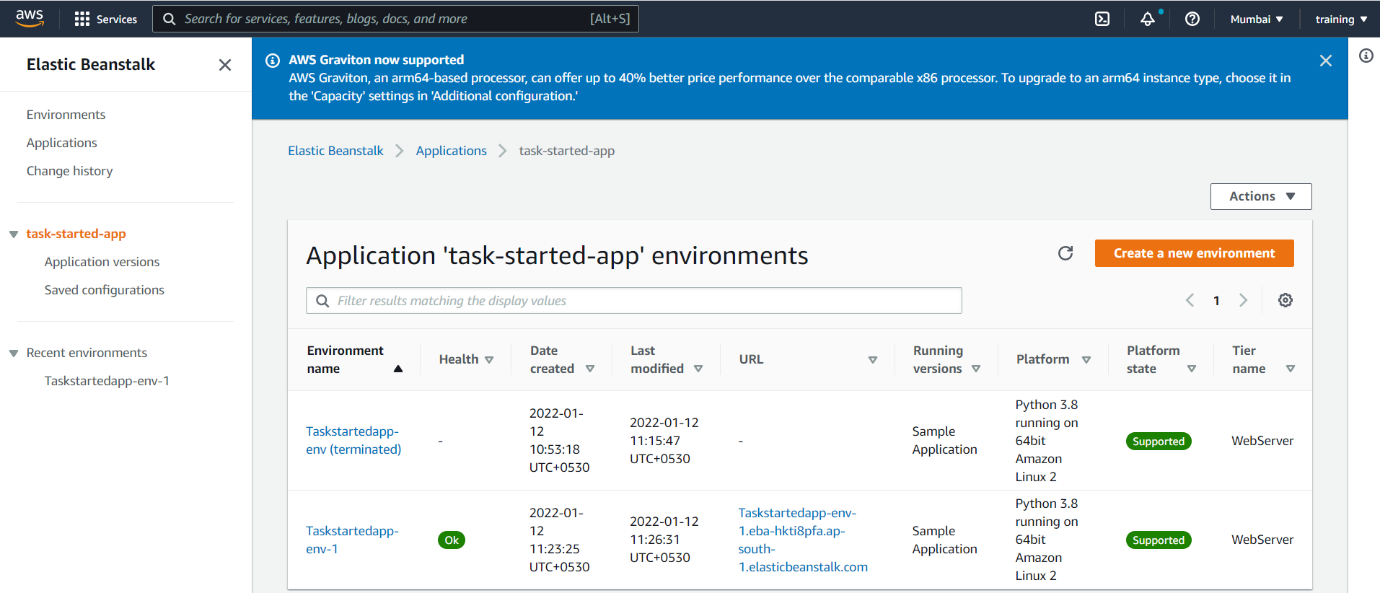 aws
Services
Search for services, features, blogs, docs, and more
[Alt+S]
Mumbai
training
Elastic Beanstalk
Environments
Applications
Change history
task-started-app
Application versions
Saved configurations
Recent environments
Taskstartedapp-env-1
AWS Graviton now supported
AWS Graviton, an arm64-based processor, can offer up to 40% better price performance over the comparable x86 processor. To upgrade to an arm64 instance type, choose it in
the 'Capacity' settings in 'Additional configuration.'
Elastic Beanstalk
Applications
task-started-app
Actions
Application 'task-started-app' environments
Create a new environment
Filter results matching the display values
1
Environment
name
Health
Date
created
Last
modified
URL
Running
versions
Platform
Platform
state
Tier
name
Taskstartedapp-
env (terminated)
-
2022-01-
12
10:53:18
UTC+0530
2022-01-12
11:15:47
UTC+0530
-
Sample
Application
Python 3.8
running on
64bit
Amazon
Linux 2
Supported
WebServer
Taskstartedapp-
env-1
Ok
2022-01-
12
11:23:25
UTC+0530
2022-01-12
11:26:31
UTC+0530
Taskstartedapp-env-
1.eba-hkti8pfa.ap-
south-
1.elasticbeanstalk.com
Sample
Application
Python 3.8
running on
64bit
Amazon
Linux 2
Supported
WebServer